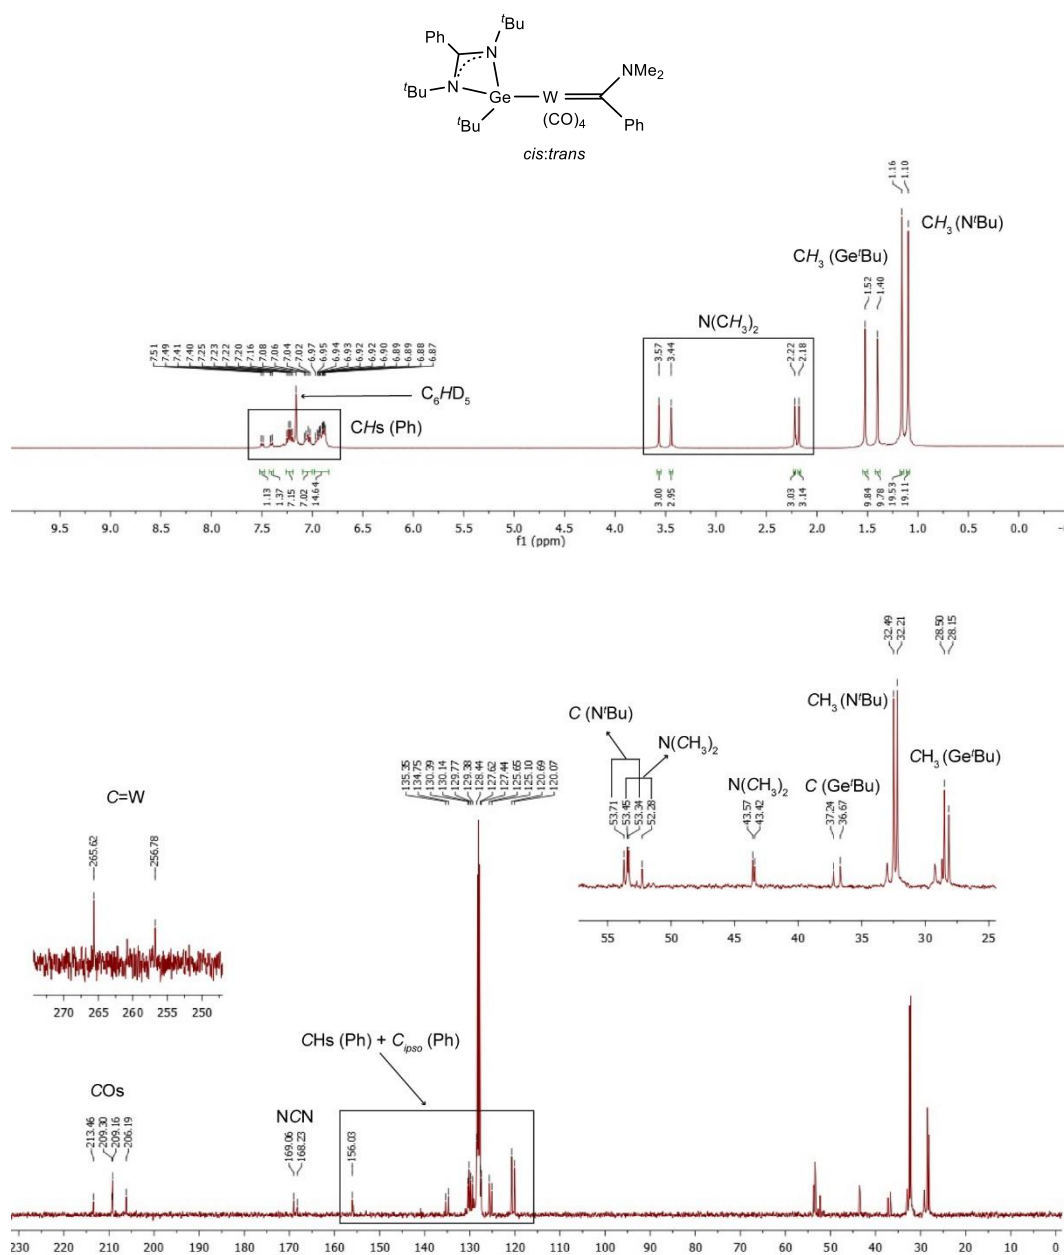 Ph
ᵗBu
N
N
ᵗBu
Ge
W
NMe₂
ᵗBu
(CO)₄
Ph
cis:trans
1.16
1.10
CH₃ (NᵗBu)
CH₃ (GeᵗBu)
1.52
1.40
N(CH₃)₂
3.57
3.44
2.22
2.18
7.51
7.49
7.41
7.40
7.25
7.23
7.22
7.20
7.16
7.08
7.06
7.04
7.02
6.97
6.95
6.94
6.93
6.92
6.92
6.90
6.89
6.89
6.88
6.87
C₆HD₅
CHs (Ph)
1.13
1.37
7.15
7.02
14.64
3.00
2.95
3.03
3.14
9.84
9.78
19.53
19.11
9.5 9.0 8.5 8.0 7.5 7.0 6.5 6.0 5.5 5.0 4.5 4.0 3.5 3.0 2.5 2.0 1.5 1.0 0.5 0.0
f1 (ppm)
32.49
32.21
28.50
28.15
CH₃ (NᵗBu)
C (NᵗBu)
N(CH₃)₂
CH₃ (GeᵗBu)
N(CH₃)₂
C (GeᵗBu)
53.71
53.45
53.34
52.28
43.57
43.42
37.24
36.67
55 50 45 40 35 30 25
135.35
134.75
130.39
130.14
129.77
129.38
128.44
127.62
127.44
125.65
125.10
120.69
120.07
C=W
265.62
256.78
270 265 260 255 250
CHs (Ph) + Cᵢₚₛₒ (Ph)
COs
213.46
209.30
209.16
206.19
NCN
169.06
168.23
156.03
230 220 210 200 190 180 170 160 150 140 130 120 110 100 90 80 70 60 50 40 30 20 10 0